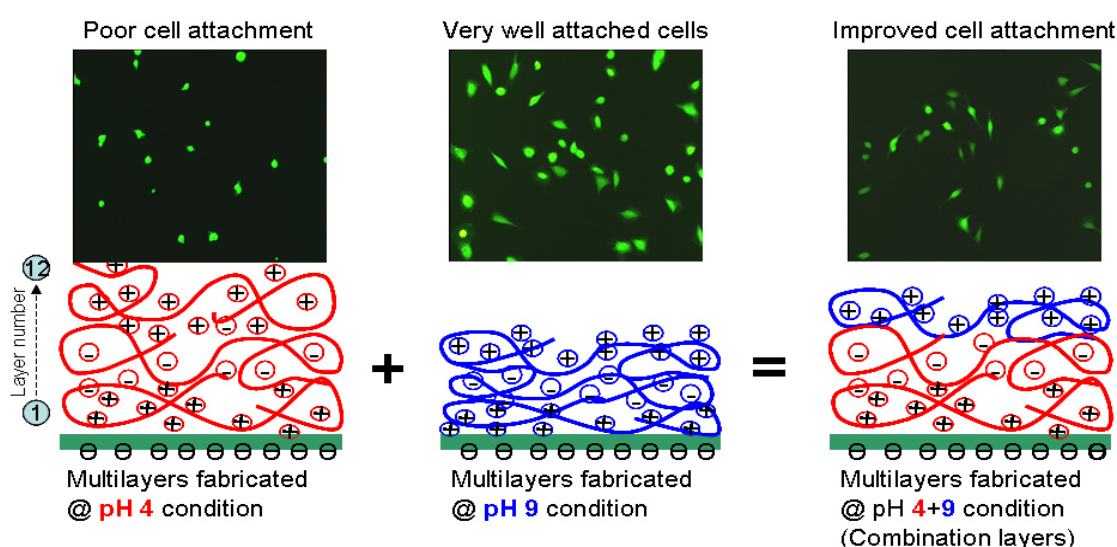 Poor cell attachment
Very well attached cells
Improved cell attachment
12
Layer number
1
Multilayers fabricated
@ pH 4 condition
Multilayers fabricated
@ pH 9 condition
Multilayers fabricated
@ pH 4+9 condition
(Combination layers)